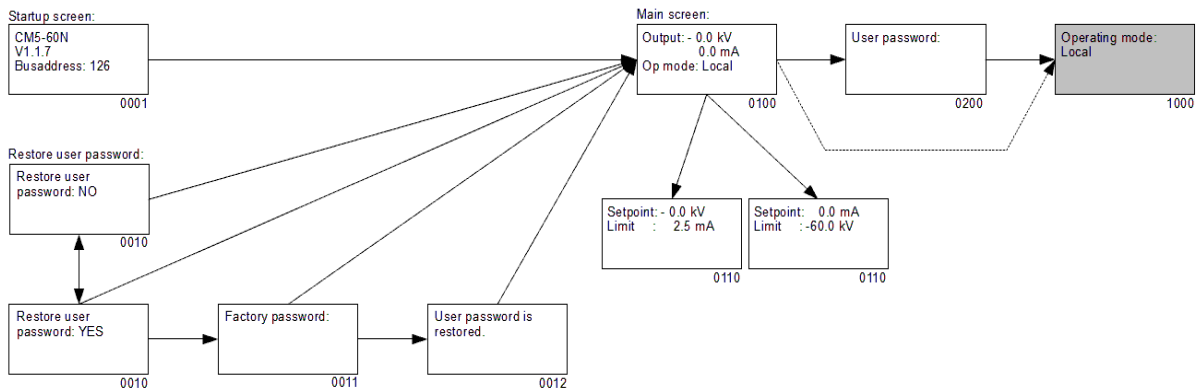 Startup screen:
CM5-60N
V1.1.7
Busaddress: 126
0001
Main screen:
Output: - 0.0 kV
0.0 mA
Op mode: Local
0100
User password:
0200
Operating mode:
Local
1000
Restore user password:
Restore user
password: NO
0010
Setpoint: - 0.0 kV
Limit : 2.5 mA
0110
Setpoint: 0.0 mA
Limit : -60.0 kV
0110
Restore user
password: YES
0010
Factory password:
0011
User password is
restored.
0012